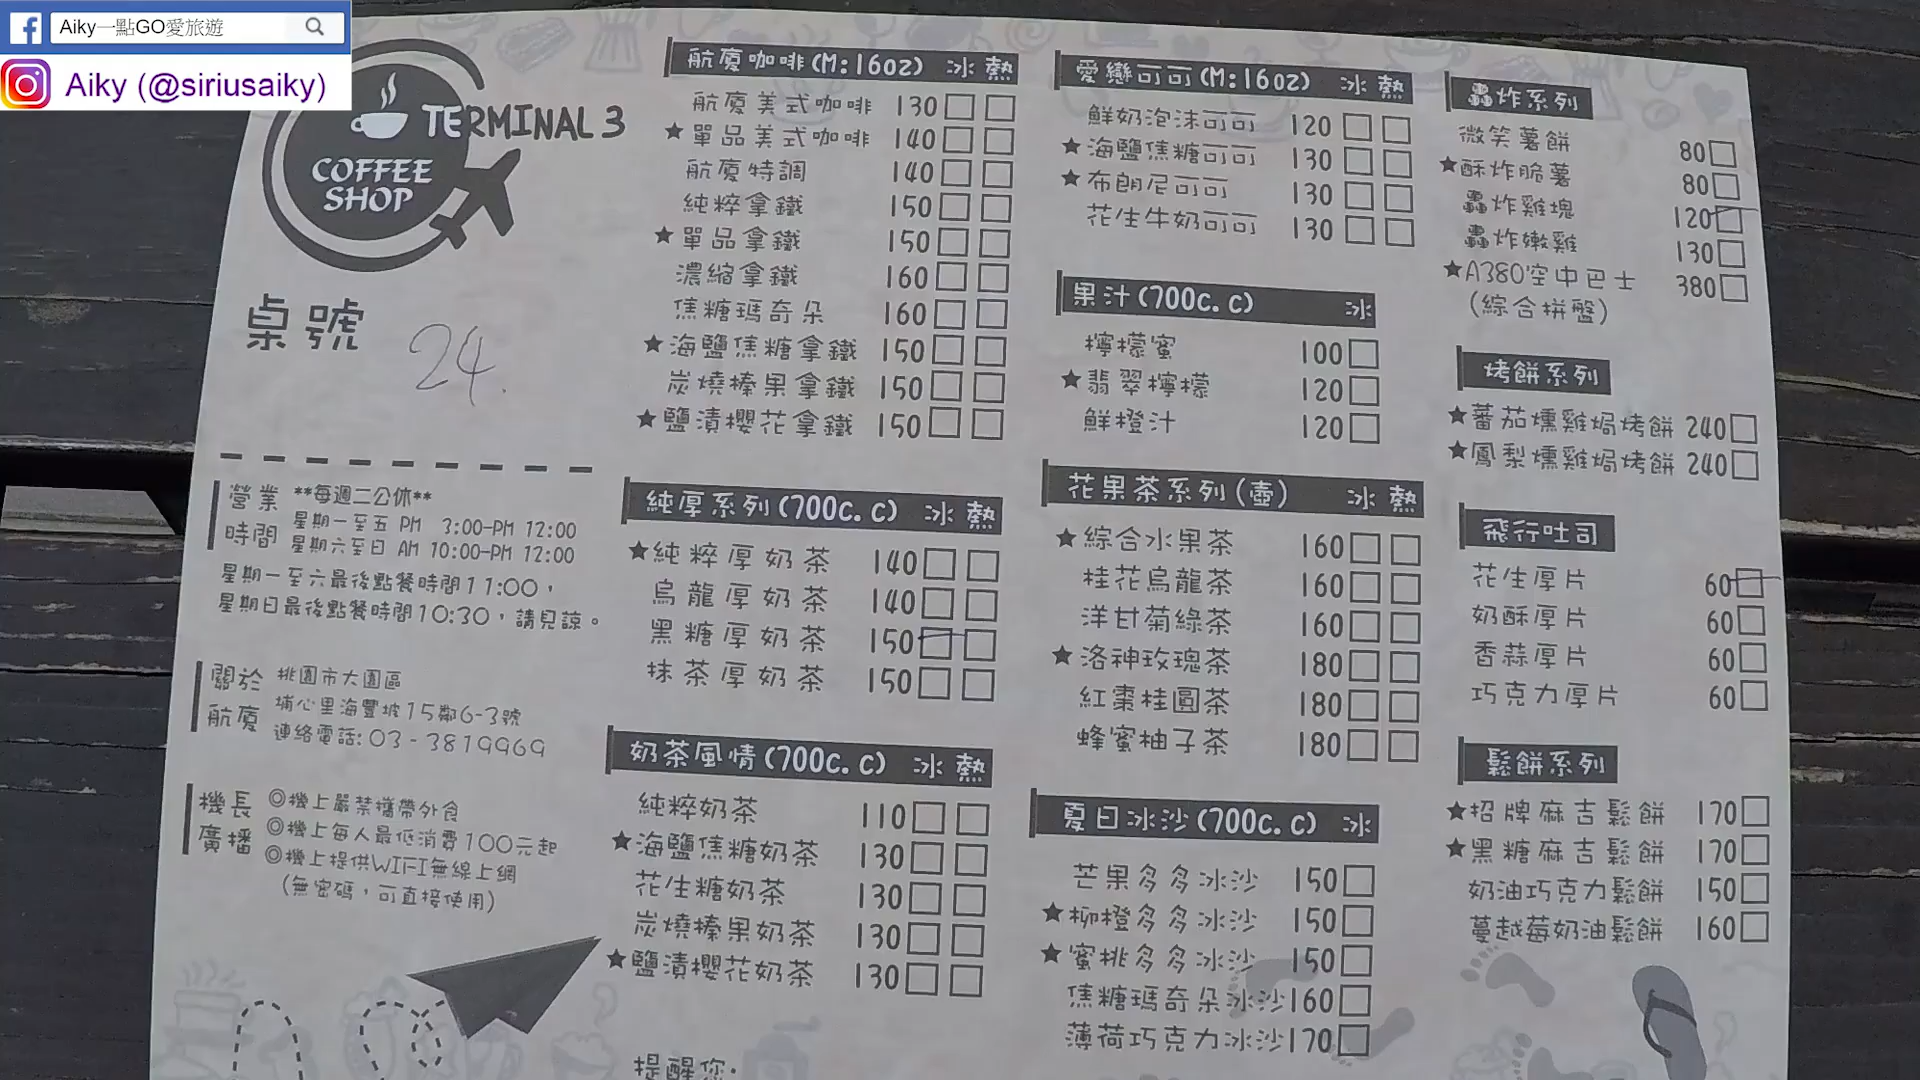 Aiky一點GO愛旅遊
Aiky (@siriusaiky)
TERMINAL 3
COFFEE
SHOP
桌號 24.
營業時間
**每週二公休**
星期一至五 PM 3:00-PM 12:00
星期六至日 AM 10:00-PM 12:00
星期一至六最後點餐時間11:00，
星期日最後點餐時間10:30，請見諒。
關於航廈
桃園市大園區
埔心里海豐坡15鄰6-3號
連絡電話:03-3819969
機長廣播
◎機上嚴禁攜帶外食
◎機上每人最低消費100元起
◎機上提供WIFI無線上網
(無密碼，可直接使用)
航廈咖啡(M:16oz) 冰 熱
航廈美式咖啡 130
★單品美式咖啡 140
航廈特調 140
純粹拿鐵 150
★單品拿鐵 150
濃縮拿鐵 160
焦糖瑪奇朵 160
★海鹽焦糖拿鐵 150
炭燒榛果拿鐵 150
★鹽漬櫻花拿鐵 150
純厚系列(700c.c) 冰 熱
★純粹厚奶茶 140
烏龍厚奶茶 140
黑糖厚奶茶 150
抹茶厚奶茶 150
奶茶風情(700c.c) 冰 熱
純粹奶茶 110
★海鹽焦糖奶茶 130
花生糖奶茶 130
炭燒榛果奶茶 130
★鹽漬櫻花奶茶 130
提醒您:
愛戀可可(M:16oz) 冰 熱
鮮奶泡沫可可 120
★海鹽焦糖可可 130
★布朗尼可可 130
花生牛奶可可 130
果汁(700c.c) 冰
檸檬蜜 100
★翡翠檸檬 120
鮮橙汁 120
花果茶系列(壺) 冰 熱
★綜合水果茶 160
桂花烏龍茶 160
洋甘菊綠茶 160
★洛神玫瑰茶 180
紅棗桂圓茶 180
蜂蜜柚子茶 180
夏日冰沙(700c.c) 冰
芒果多多冰沙 150
★柳橙多多冰沙 150
★蜜桃多多冰沙 150
焦糖瑪奇朵冰沙 160
薄荷巧克力冰沙 170
轟炸系列
微笑薯餅 80
★酥炸脆薯 80
轟炸雞塊 120
轟炸嫩雞 130
★A380空中巴士 380
(綜合拼盤)
烤餅系列
★蕃茄燻雞焗烤餅 240
★鳳梨燻雞焗烤餅 240
飛行吐司
花生厚片 60
奶酥厚片 60
香蒜厚片 60
巧克力厚片 60
鬆餅系列
★招牌麻吉鬆餅 170
★黑糖麻吉鬆餅 170
奶油巧克力鬆餅 150
蔓越莓奶油鬆餅 160